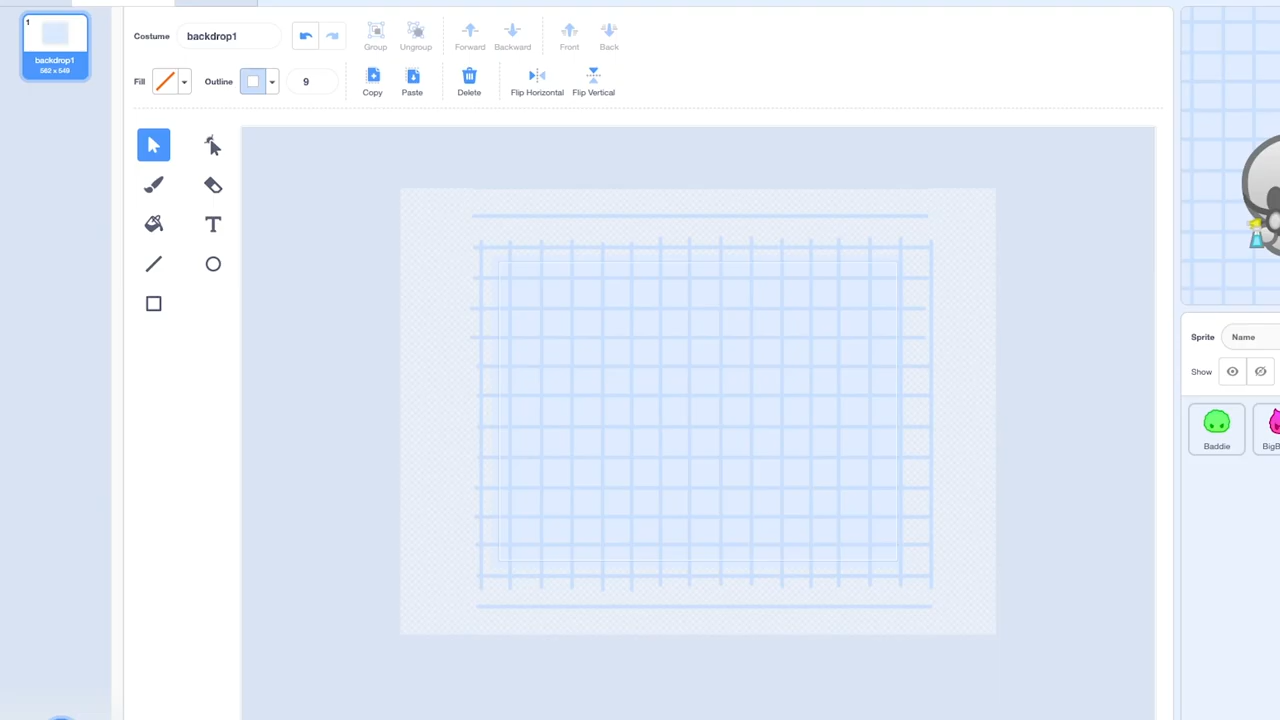 1
backdrop1
562 x 549
Costume
backdrop1
Group
Ungroup
Forward
Backward
Front
Back
Fill
Outline
9
Copy
Paste
Delete
Flip Horizontal
Flip Vertical
T
Sprite
Name
Show
Baddie
BigB